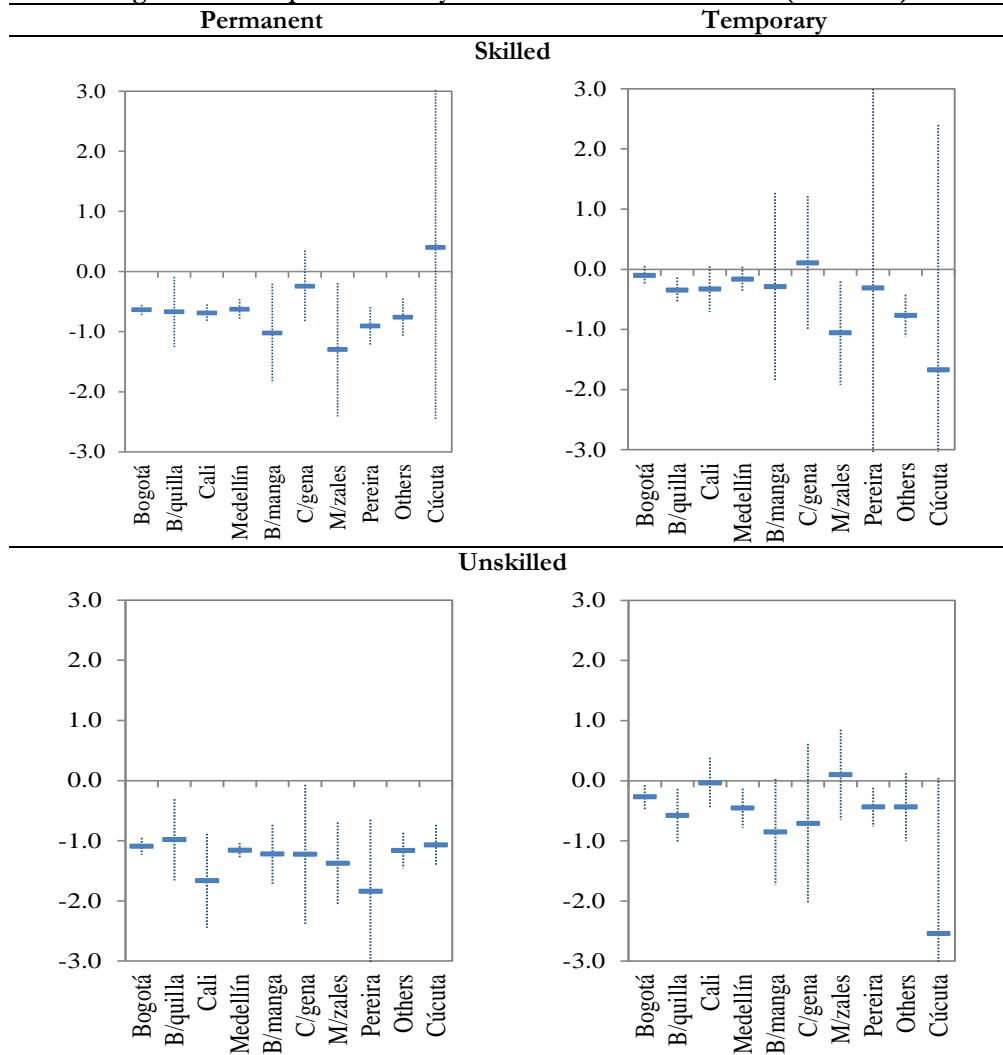 Permanent Temporary
Skilled
3.0
2.0
1.0
0.0
-1.0
-2.0
-3.0
Bogotá
B/quilla
Cali
Medellín
B/manga
C/gena
M/zales
Pereira
Others
Cúcuta
3.0
2.0
1.0
0.0
-1.0
-2.0
-3.0
Bogotá
B/quilla
Cali
Medellín
B/manga
C/gena
M/zales
Pereira
Others
Cúcuta
Unskilled
3.0
2.0
1.0
0.0
-1.0
-2.0
-3.0
Bogotá
B/quilla
Cali
Medellín
B/manga
C/gena
M/zales
Pereira
Others
Cúcuta
3.0
2.0
1.0
0.0
-1.0
-2.0
-3.0
Bogotá
B/quilla
Cali
Medellín
B/manga
C/gena
M/zales
Pereira
Others
Cúcuta